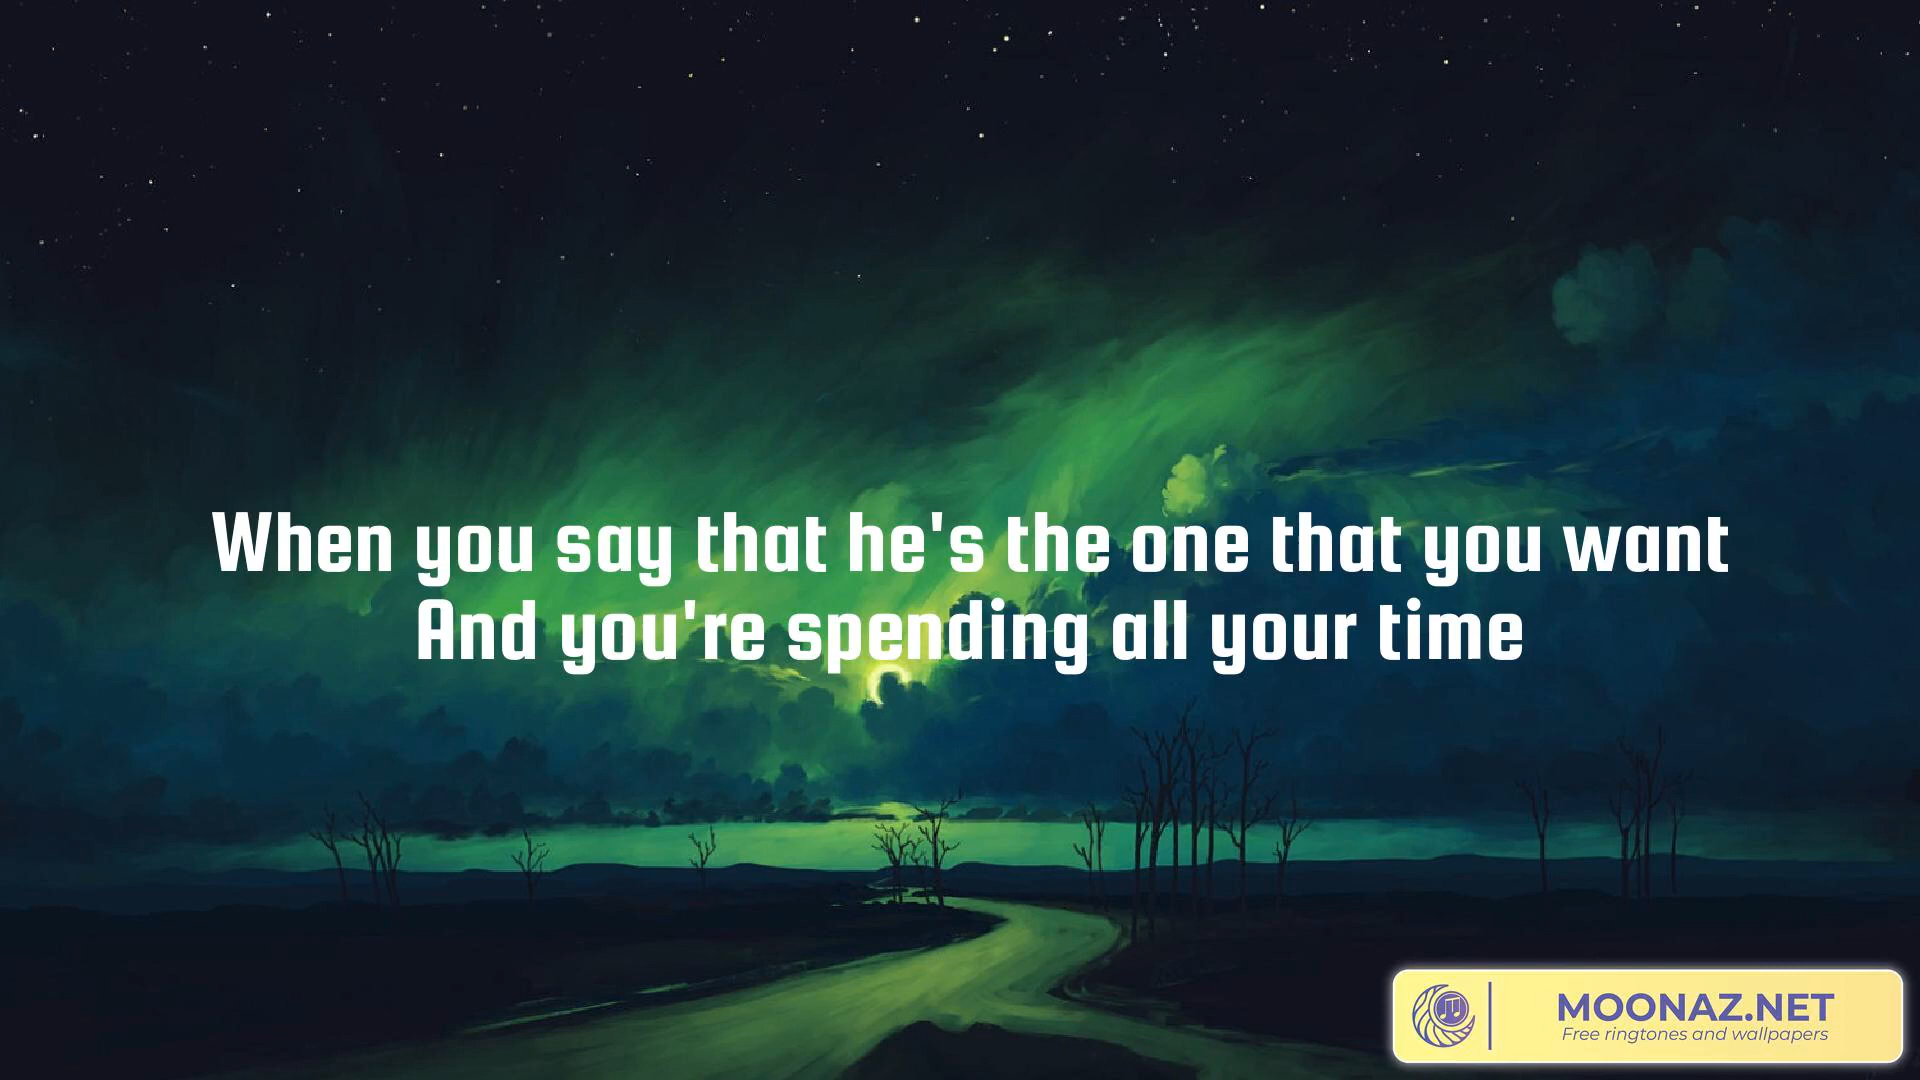 When you say that he's the one that you want
And you're spending all your time
MOONAZ.NET
Free ringtones and wallpapers